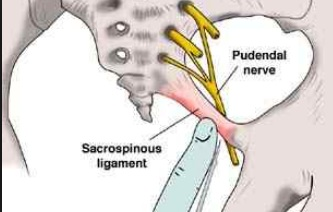 Pudendal
nerve
Sacrospinous
ligament